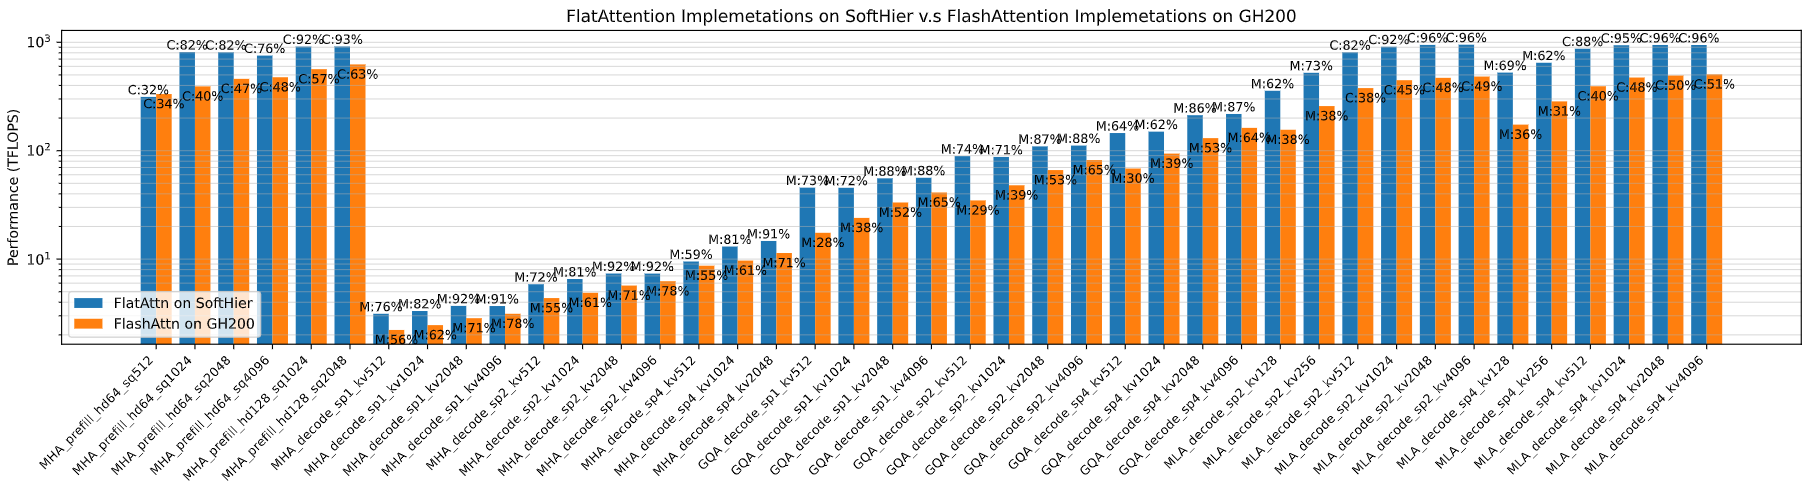 FlatAttention Implemetations on SoftHier v.s FlashAttention Implemetations on GH200
Performance (TFLOPS)
10³
10²
10¹
C:32%
C:82%
C:82%
C:76%
C:92%
C:93%
M:76%
M:82%
M:92%
M:91%
M:72%
M:81%
M:92%
M:92%
M:59%
M:81%
M:91%
M:73%
M:72%
M:88%
M:88%
M:74%
M:71%
M:87%
M:88%
M:64%
M:62%
M:86%
M:87%
M:62%
M:73%
C:82%
C:92%
C:96%
C:96%
M:69%
M:62%
C:88%
C:95%
C:96%
C:96%
C:34%
C:40%
C:47%
C:48%
C:57%
C:63%
M:56%
M:62%
M:71%
M:78%
M:55%
M:61%
M:71%
M:78%
M:55%
M:61%
M:71%
M:28%
M:38%
M:52%
M:65%
M:29%
M:39%
M:53%
M:65%
M:30%
M:39%
M:53%
M:64%
M:38%
M:38%
C:38%
C:45%
C:48%
C:49%
M:36%
M:31%
C:40%
C:48%
C:50%
C:51%
FlatAttn on SoftHier
FlashAttn on GH200
MHA_prefill_hd64_sq512
MHA_prefill_hd64_sq1024
MHA_prefill_hd64_sq2048
MHA_prefill_hd64_sq4096
MHA_prefill_hd128_sq1024
MHA_prefill_hd128_sq2048
MHA_decode_sp1_kv512
MHA_decode_sp1_kv1024
MHA_decode_sp1_kv2048
MHA_decode_sp1_kv4096
MHA_decode_sp2_kv512
MHA_decode_sp2_kv1024
MHA_decode_sp2_kv2048
MHA_decode_sp2_kv4096
MHA_decode_sp4_kv512
MHA_decode_sp4_kv1024
MHA_decode_sp4_kv2048
GQA_decode_sp1_kv512
GQA_decode_sp1_kv1024
GQA_decode_sp1_kv2048
GQA_decode_sp1_kv4096
GQA_decode_sp2_kv512
GQA_decode_sp2_kv1024
GQA_decode_sp2_kv2048
GQA_decode_sp2_kv4096
GQA_decode_sp4_kv512
GQA_decode_sp4_kv1024
GQA_decode_sp4_kv2048
GQA_decode_sp4_kv4096
MLA_decode_sp2_kv128
MLA_decode_sp2_kv256
MLA_decode_sp2_kv512
MLA_decode_sp2_kv1024
MLA_decode_sp2_kv2048
MLA_decode_sp2_kv4096
MLA_decode_sp4_kv128
MLA_decode_sp4_kv256
MLA_decode_sp4_kv512
MLA_decode_sp4_kv1024
MLA_decode_sp4_kv2048
MLA_decode_sp4_kv4096